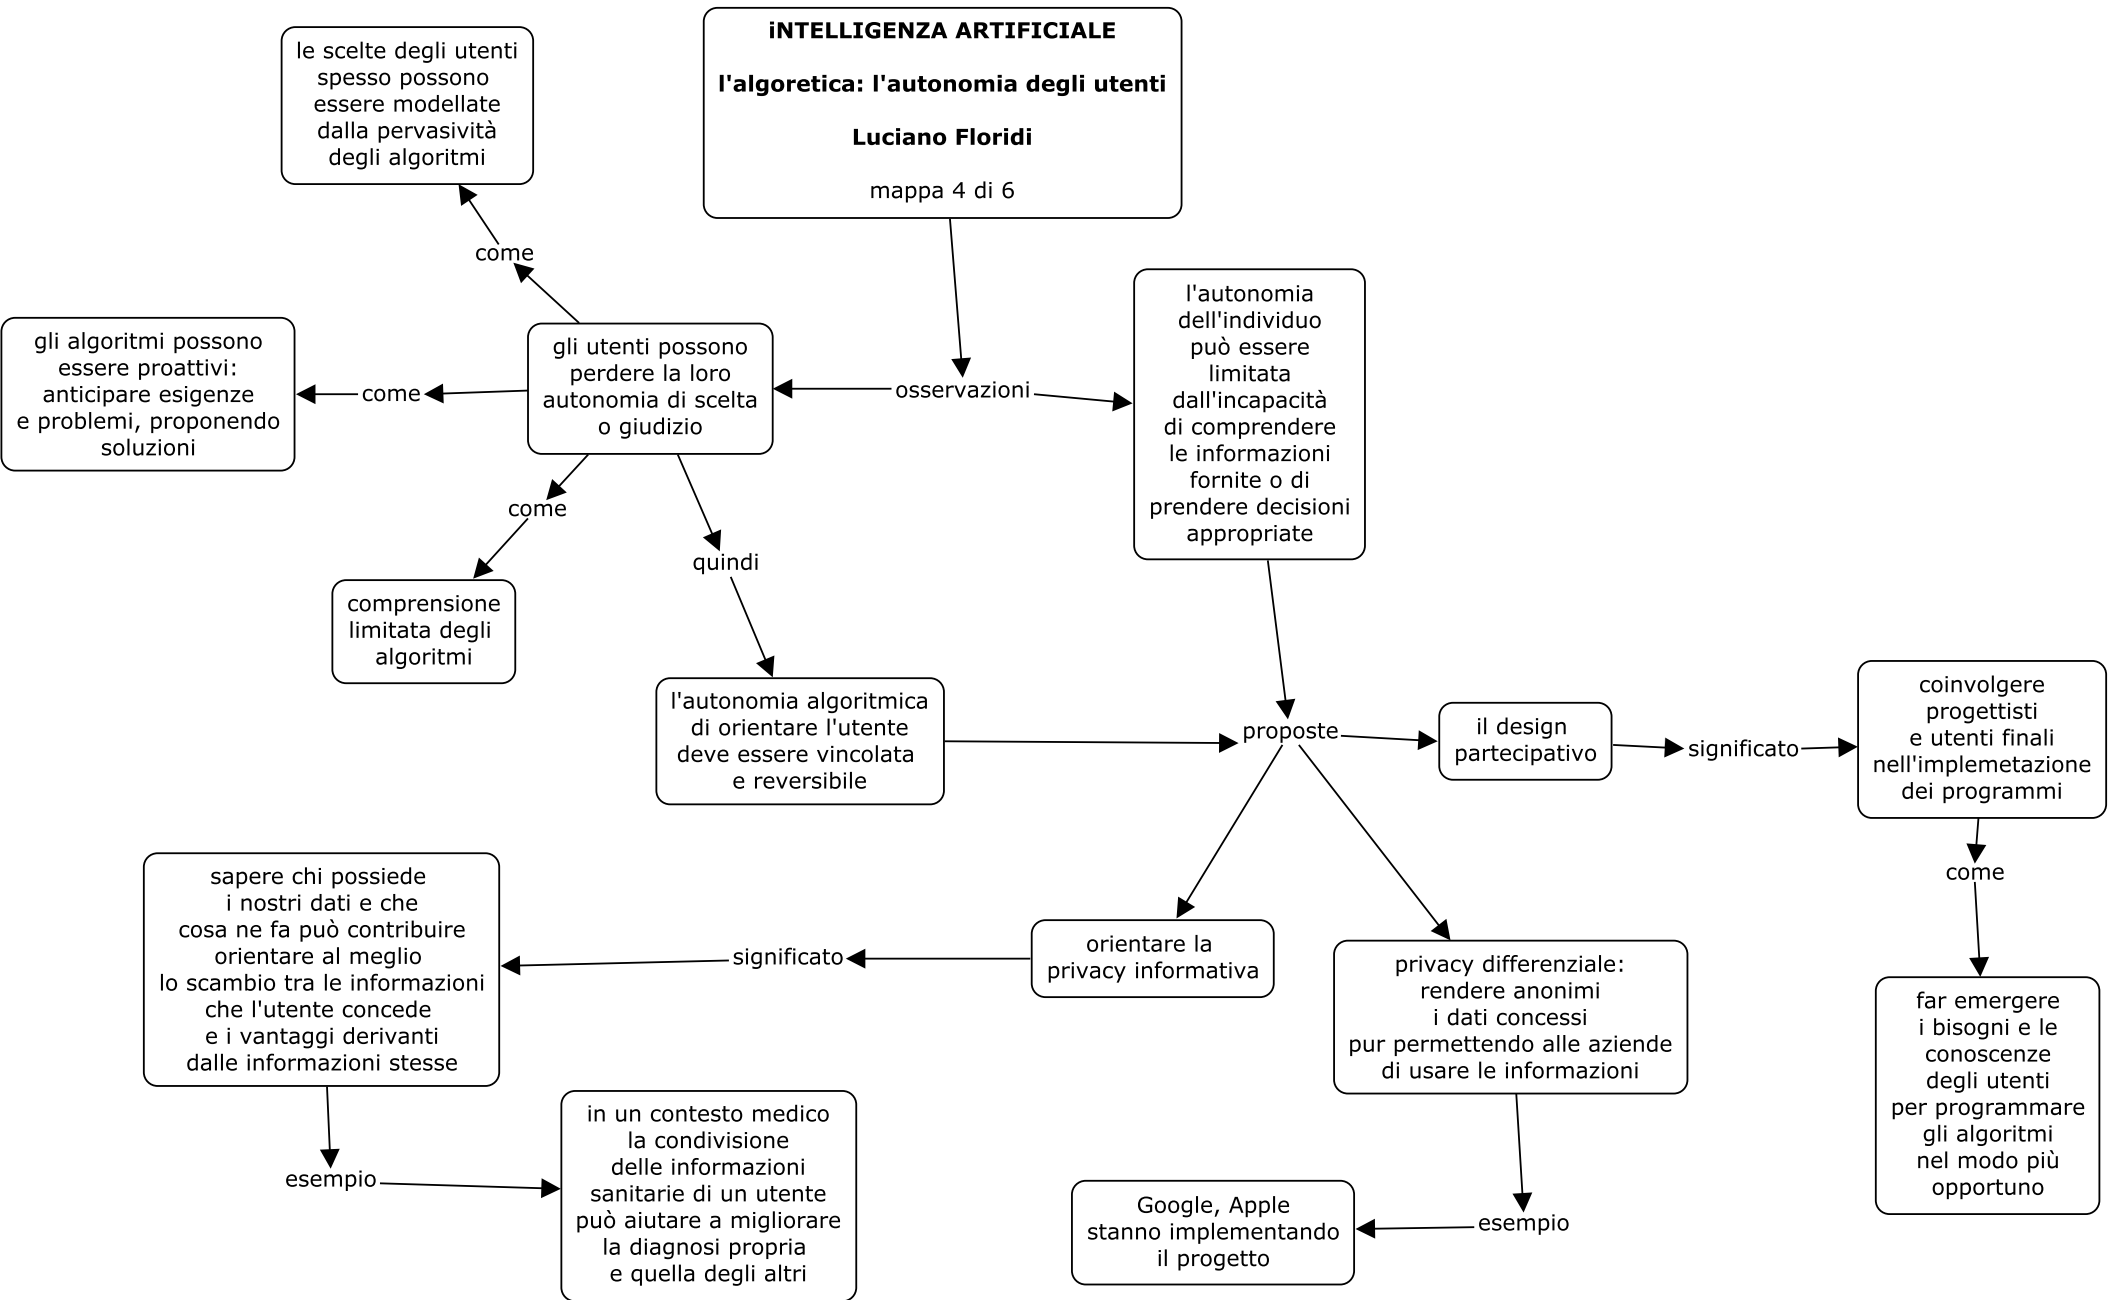 iNTELLIGENZA ARTIFICIALE
l'algoretica: l'autonomia degli utenti
Luciano Floridi
mappa 4 di 6
le scelte degli utenti
spesso possono
essere modellate
dalla pervasività
degli algoritmi
come
gli algoritmi possono
essere proattivi:
anticipare esigenze
e problemi, proponendo
soluzioni
come
gli utenti possono
perdere la loro
autonomia di scelta
o giudizio
osservazioni
l'autonomia
dell'individuo
può essere
limitata
dall'incapacità
di comprendere
le informazioni
fornite o di
prendere decisioni
appropriate
come
comprensione
limitata degli
algoritmi
quindi
l'autonomia algoritmica
di orientare l'utente
deve essere vincolata
e reversibile
proposte
il design
partecipativo
significato
coinvolgere
progettisti
e utenti finali
nell'implemetazione
dei programmi
come
far emergere
i bisogni e le
conoscenze
degli utenti
per programmare
gli algoritmi
nel modo più
opportuno
orientare la
privacy informativa
significato
sapere chi possiede
i nostri dati e che
cosa ne fa può contribuire
orientare al meglio
lo scambio tra le informazioni
che l'utente concede
e i vantaggi derivanti
dalle informazioni stesse
esempio
in un contesto medico
la condivisione
delle informazioni
sanitarie di un utente
può aiutare a migliorare
la diagnosi propria
e quella degli altri
privacy differenziale:
rendere anonimi
i dati concessi
pur permettendo alle aziende
di usare le informazioni
esempio
Google, Apple
stanno implementando
il progetto